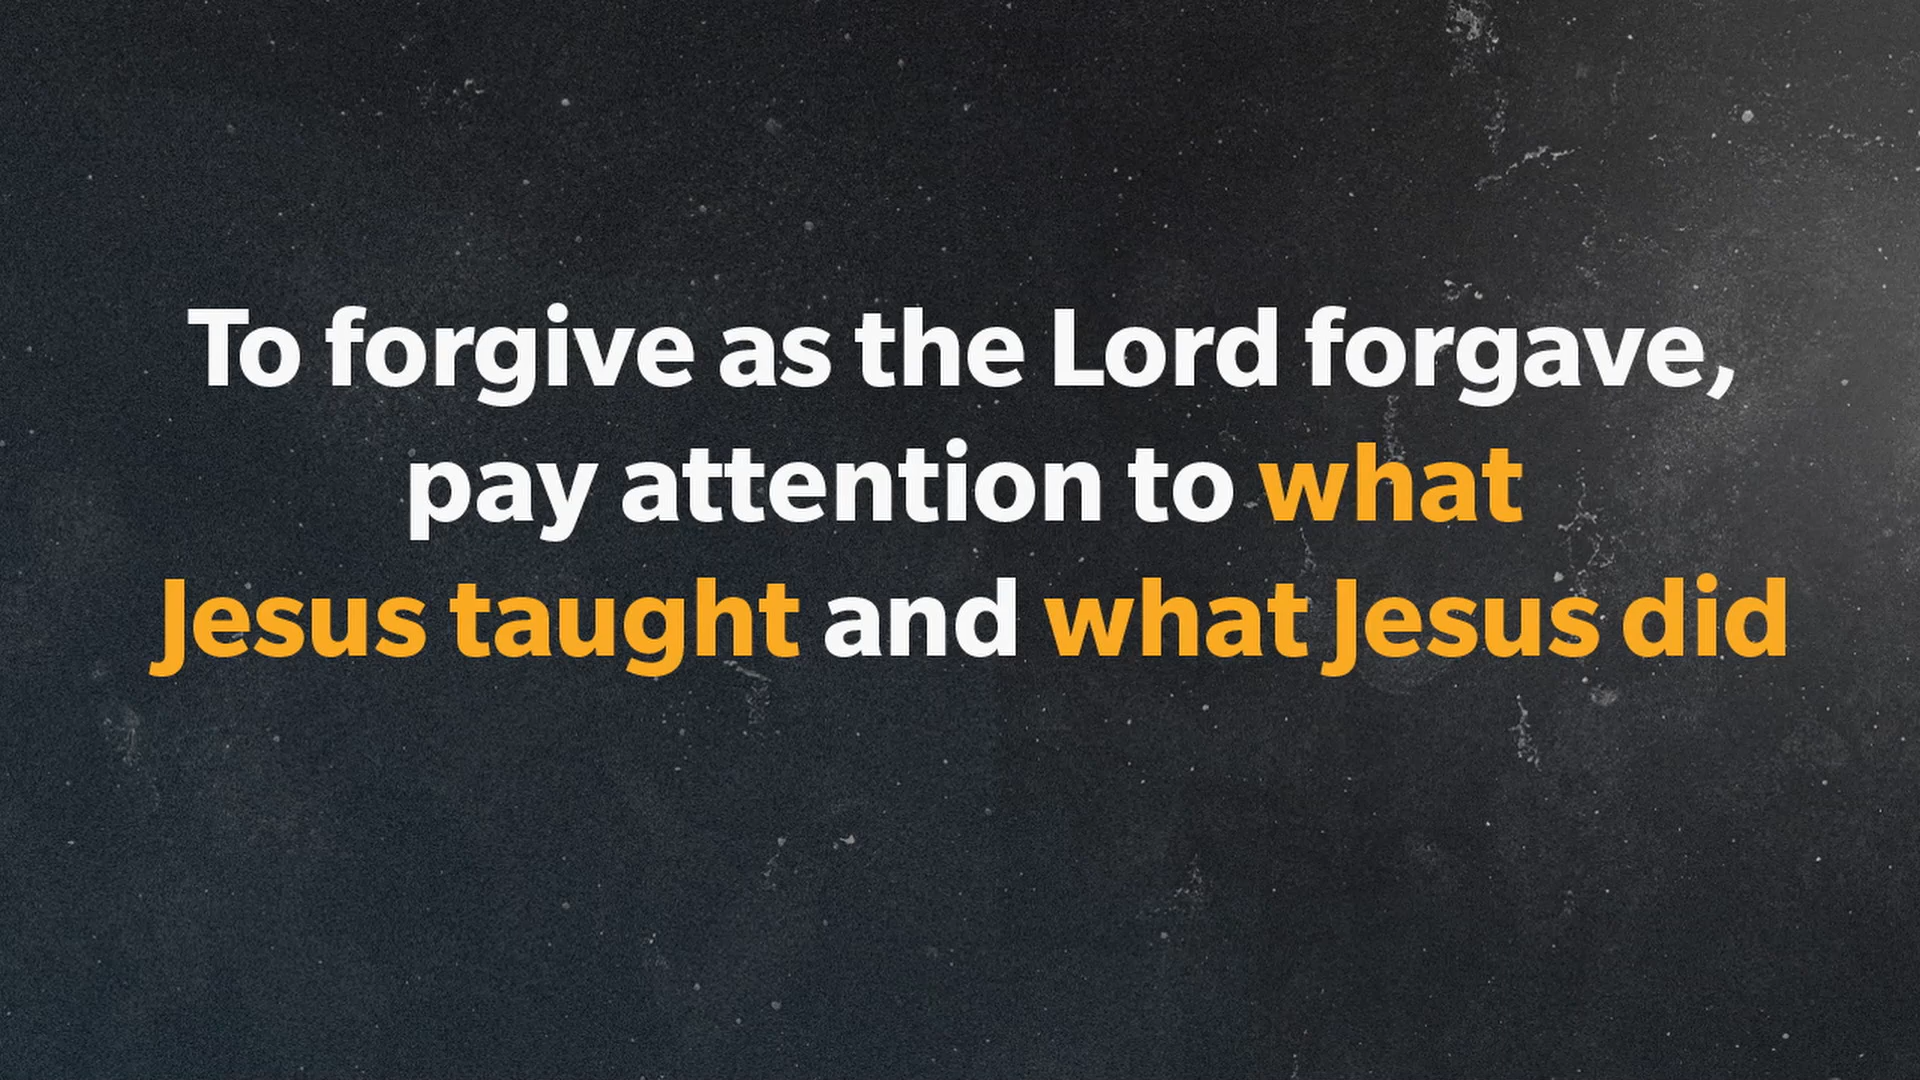 To forgive as the Lord forgave,
pay attention to what
Jesus taught and what Jesus did